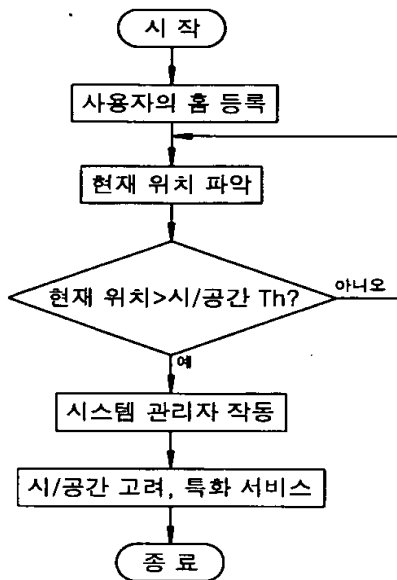 시 작
사용자의 홈 등록
현재 위치 파악
현재 위치>시/공간 Th?
아니오
예
시스템 관리자 작동
시/공간 고려, 특화 서비스
종 료